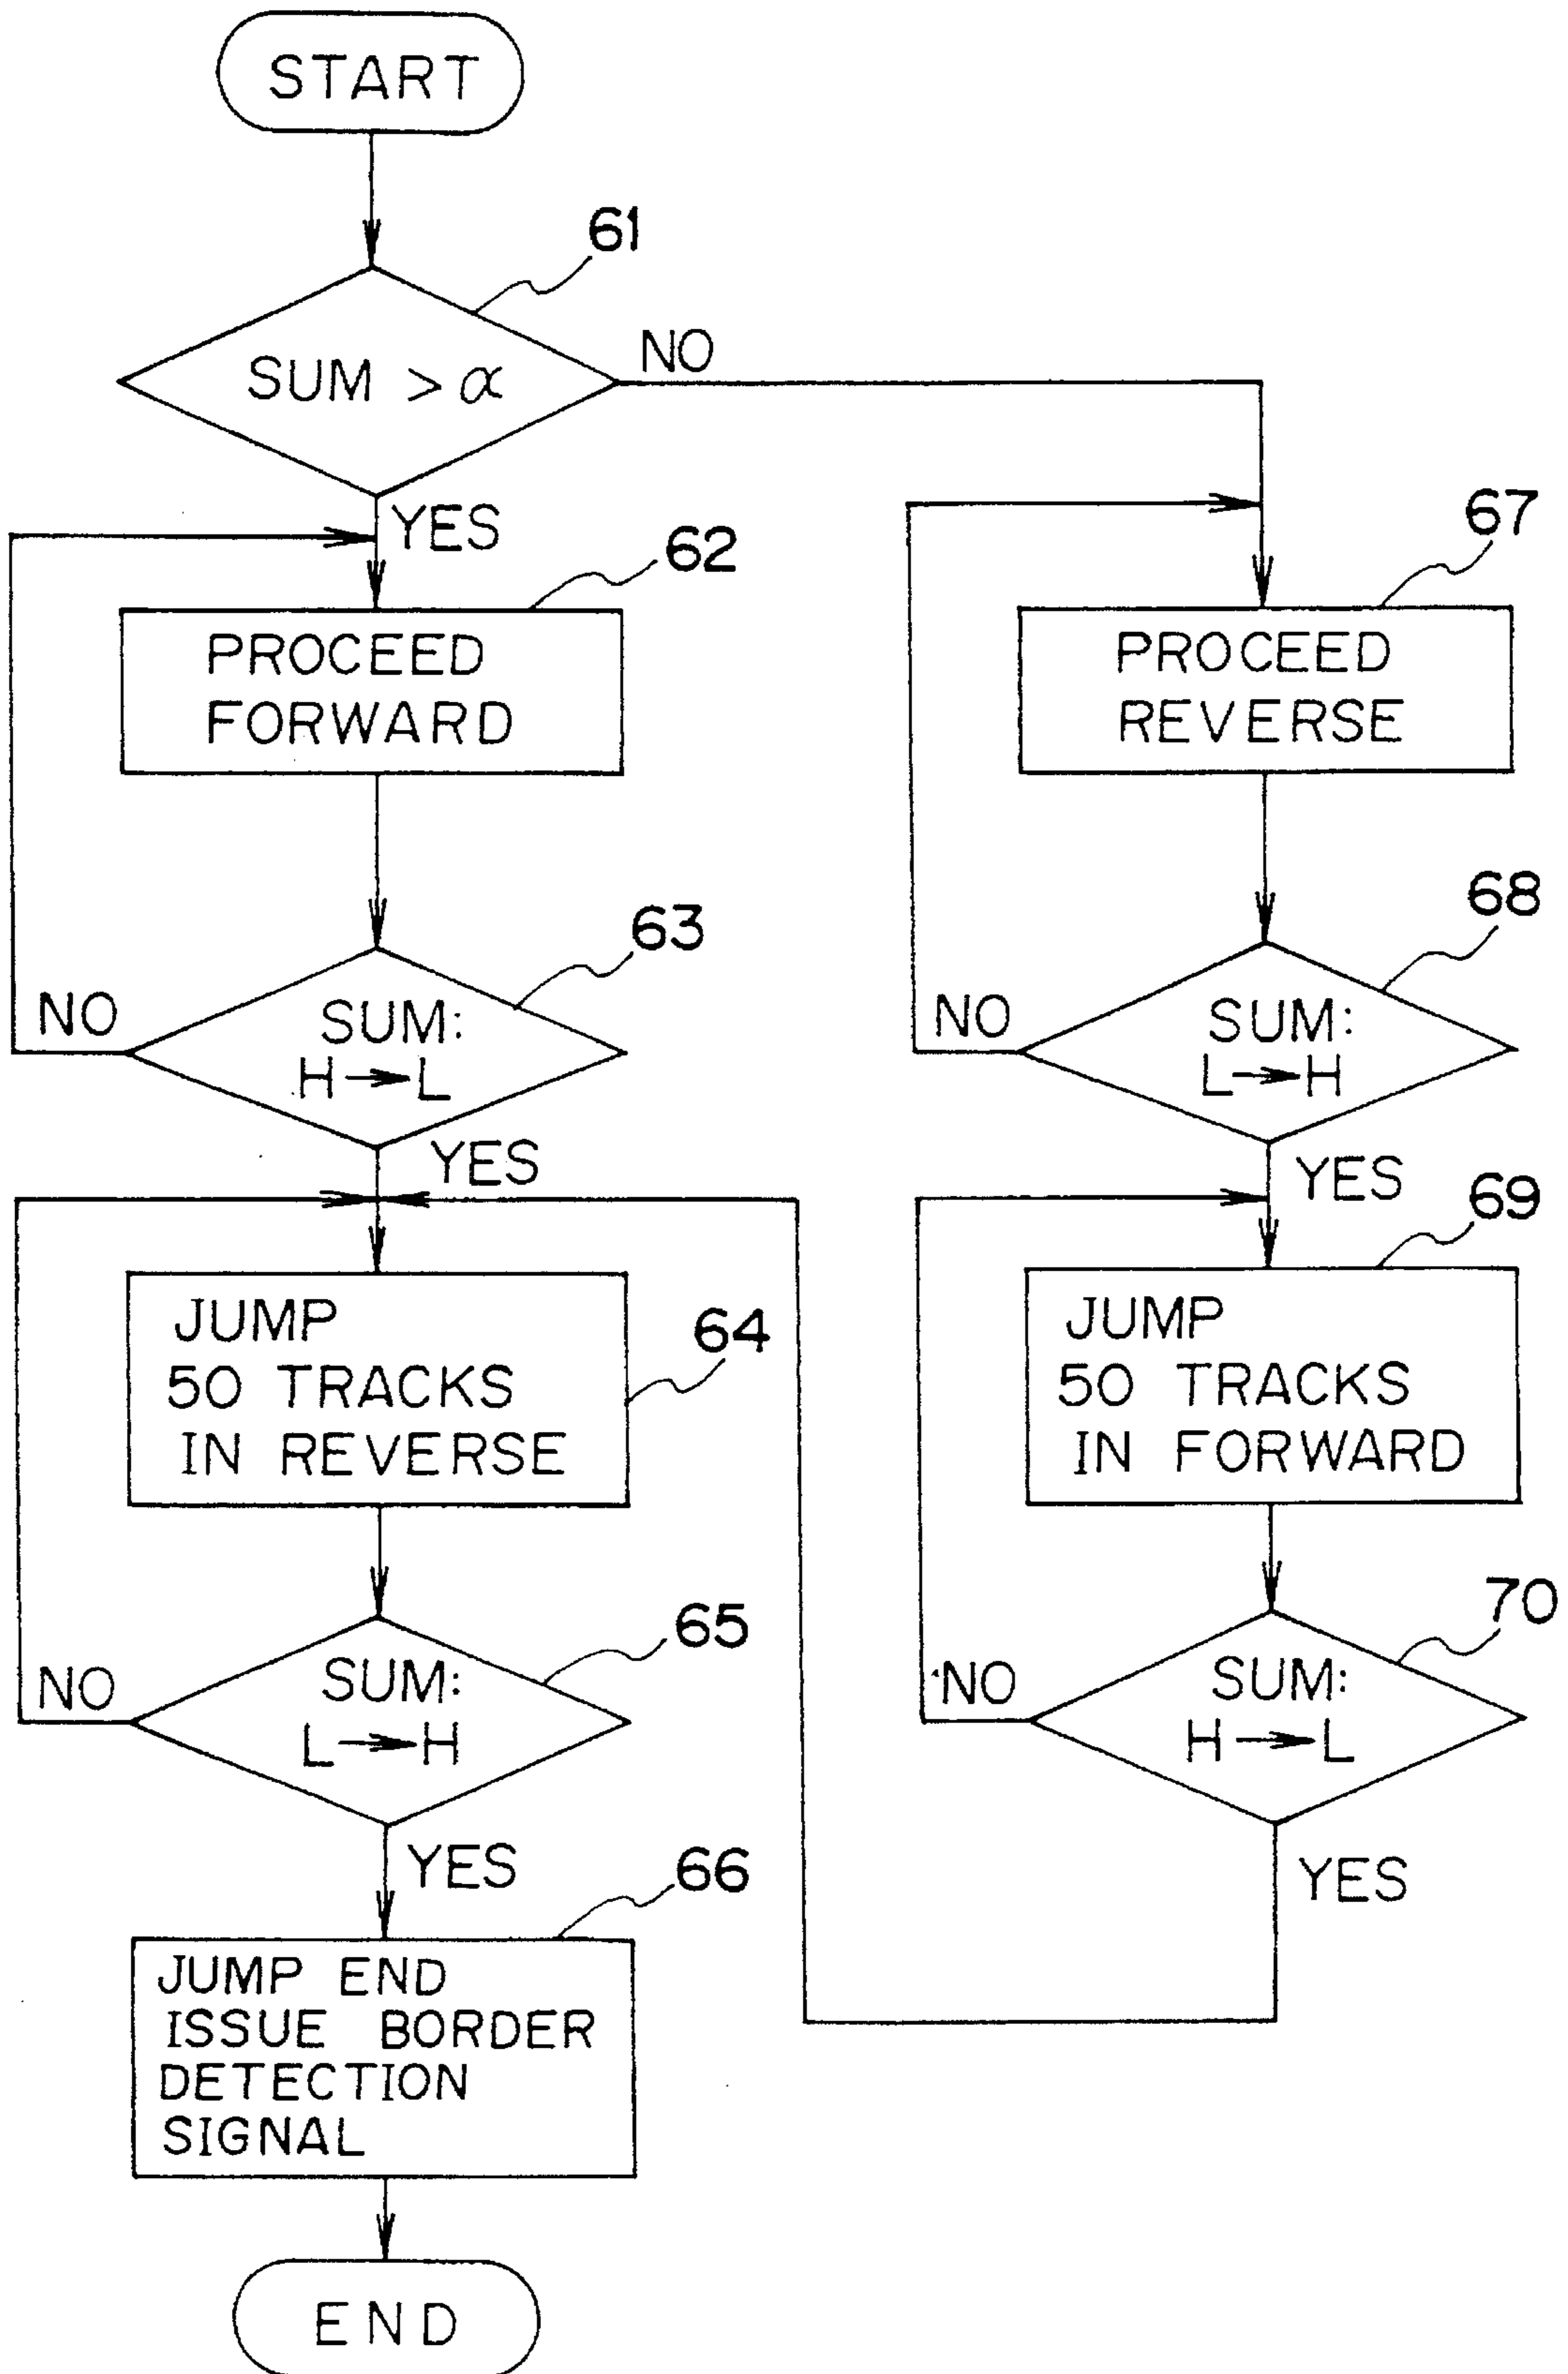 START
61
SUM > α
NO
YES
62
PROCEED
FORWARD
63
SUM:
H→L
NO
YES
64
JUMP
50 TRACKS
IN REVERSE
65
SUM:
L→H
NO
YES
66
JUMP END
ISSUE BORDER
DETECTION
SIGNAL
END
67
PROCEED
REVERSE
68
SUM:
L→H
NO
YES
69
JUMP
50 TRACKS
IN FORWARD
70
SUM:
H→L
NO
YES